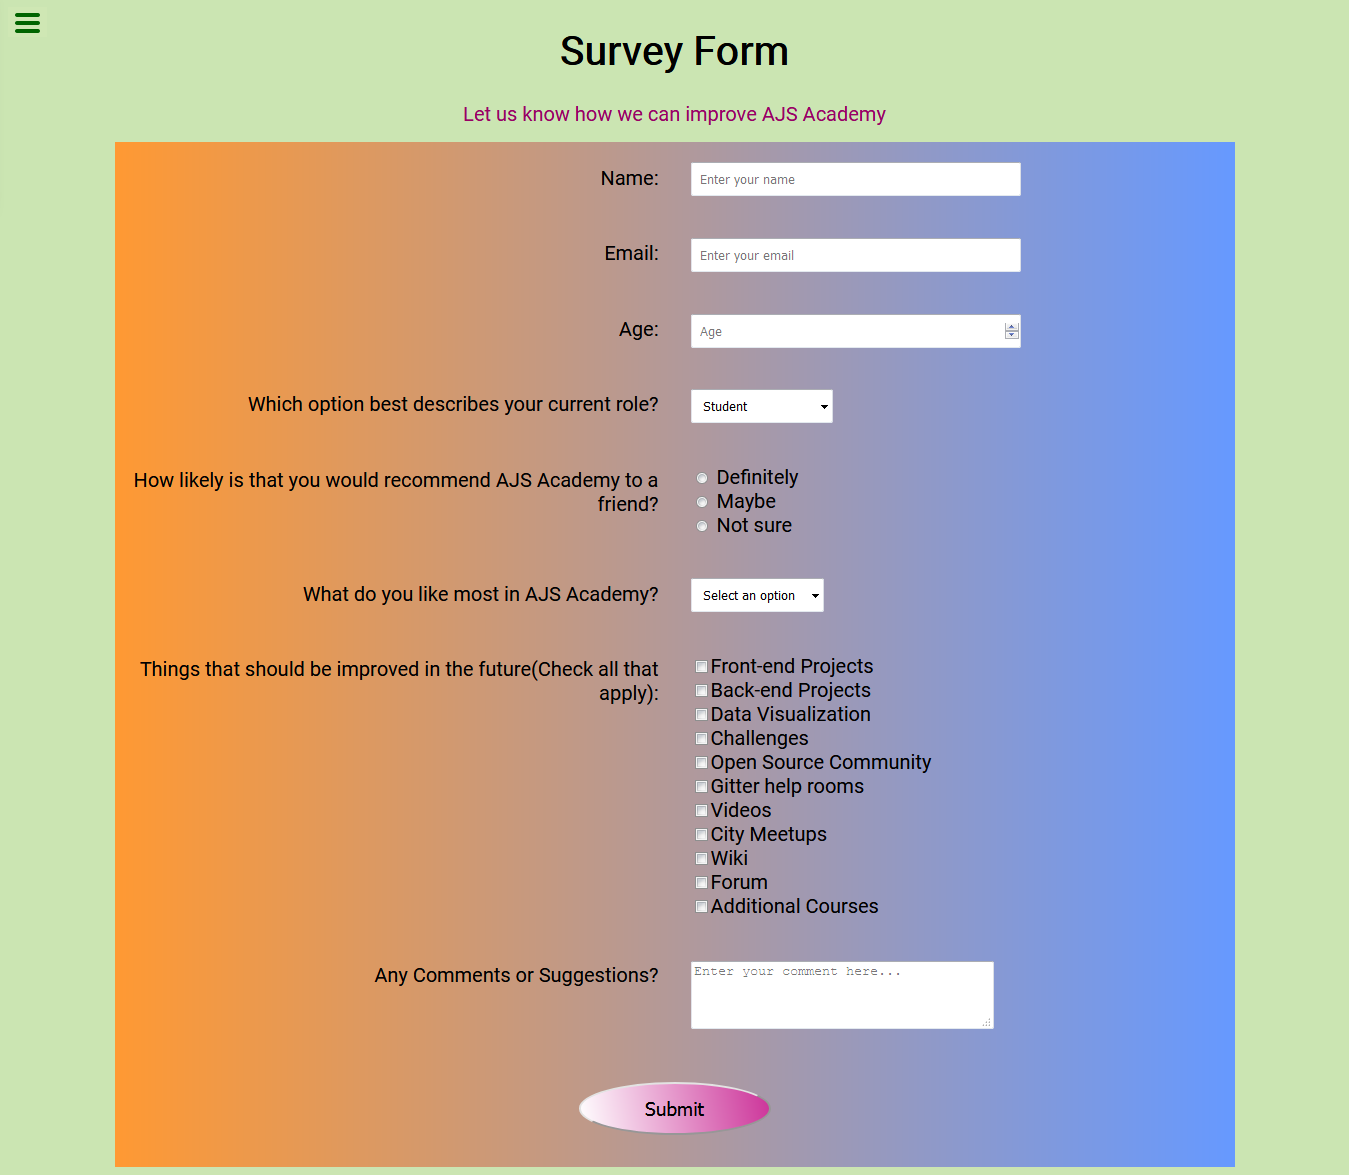 Survey Form
Let us know how we can improve AJS Academy
Name:
Enter your name
Email:
Enter your email
Age:
Age
Which option best describes your current role?
Student
How likely is that you would recommend AJS Academy to a
friend?
Definitely
Maybe
Not sure
What do you like most in AJS Academy?
Select an option
Things that should be improved in the future(Check all that
apply):
Front-end Projects
Back-end Projects
Data Visualization
Challenges
Open Source Community
Gitter help rooms
Videos
City Meetups
Wiki
Forum
Additional Courses
Any Comments or Suggestions?
Enter your comment here...
Submit